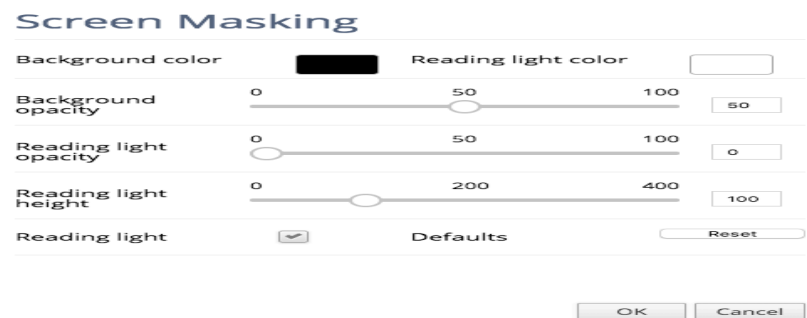 Screen Masking
Background color Reading light color
0 50 100
Background
opacity
50
0 50 100
Reading light
opacity
0
0 200 400
Reading light
height
100
Reading light Defaults Reset
OK Cancel